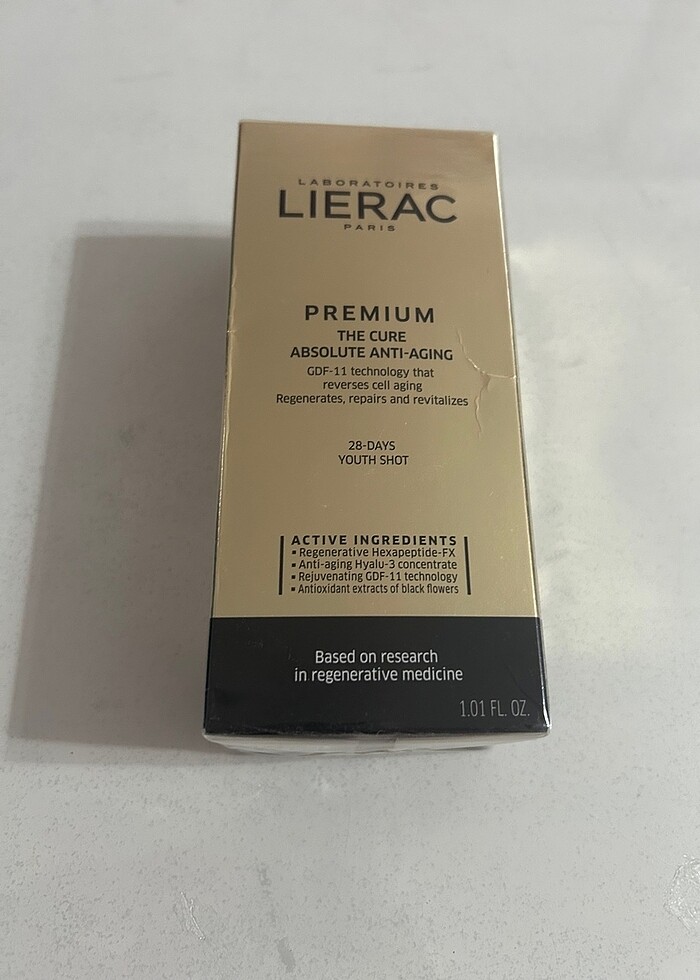 LABORATOIRES
LIERAC
PARIS
PREMIUM
THE CURE
ABSOLUTE ANTI-AGING
GDF-11 technology that
reverses cell aging
Regenerates, repairs and revitalizes
28-DAYS
YOUTH SHOT
ACTIVE INGREDIENTS
▪ Regenerative Hexapeptide-FX
▪ Anti-aging Hyalu-3 concentrate
▪ Rejuvenating GDF-11 technology
▪ Antioxidant extracts of black flowers
Based on research
in regenerative medicine
1.01 FL. OZ.